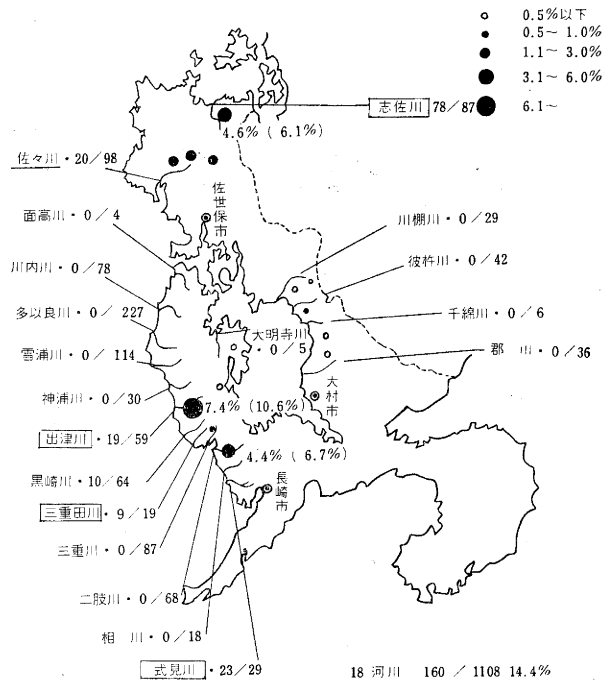 0.5%以下
0.5～ 1.0%
1.1～ 3.0%
3.1～ 6.0%
6.1～
志佐川 78／87
4.6% ( 6.1%)
佐々川・20／98
佐世保市
面高川・0／4
川棚川・0／29
川内川・0／78
彼杵川・0／42
多以良川・0／227
千綿川・0／6
大明寺川・0／5
雪浦川・0／114
郡　川・0／36
神浦川・0／30
大村市
7.4% (10.6%)
出津川・19／59
4.4% ( 6.7%)
黒崎川・10／64
長崎市
三重田川・9／19
三重川・0／87
二股川・0／68
相　川・0／18
式見川・23／29
18 河川　160 ／1108 14.4%